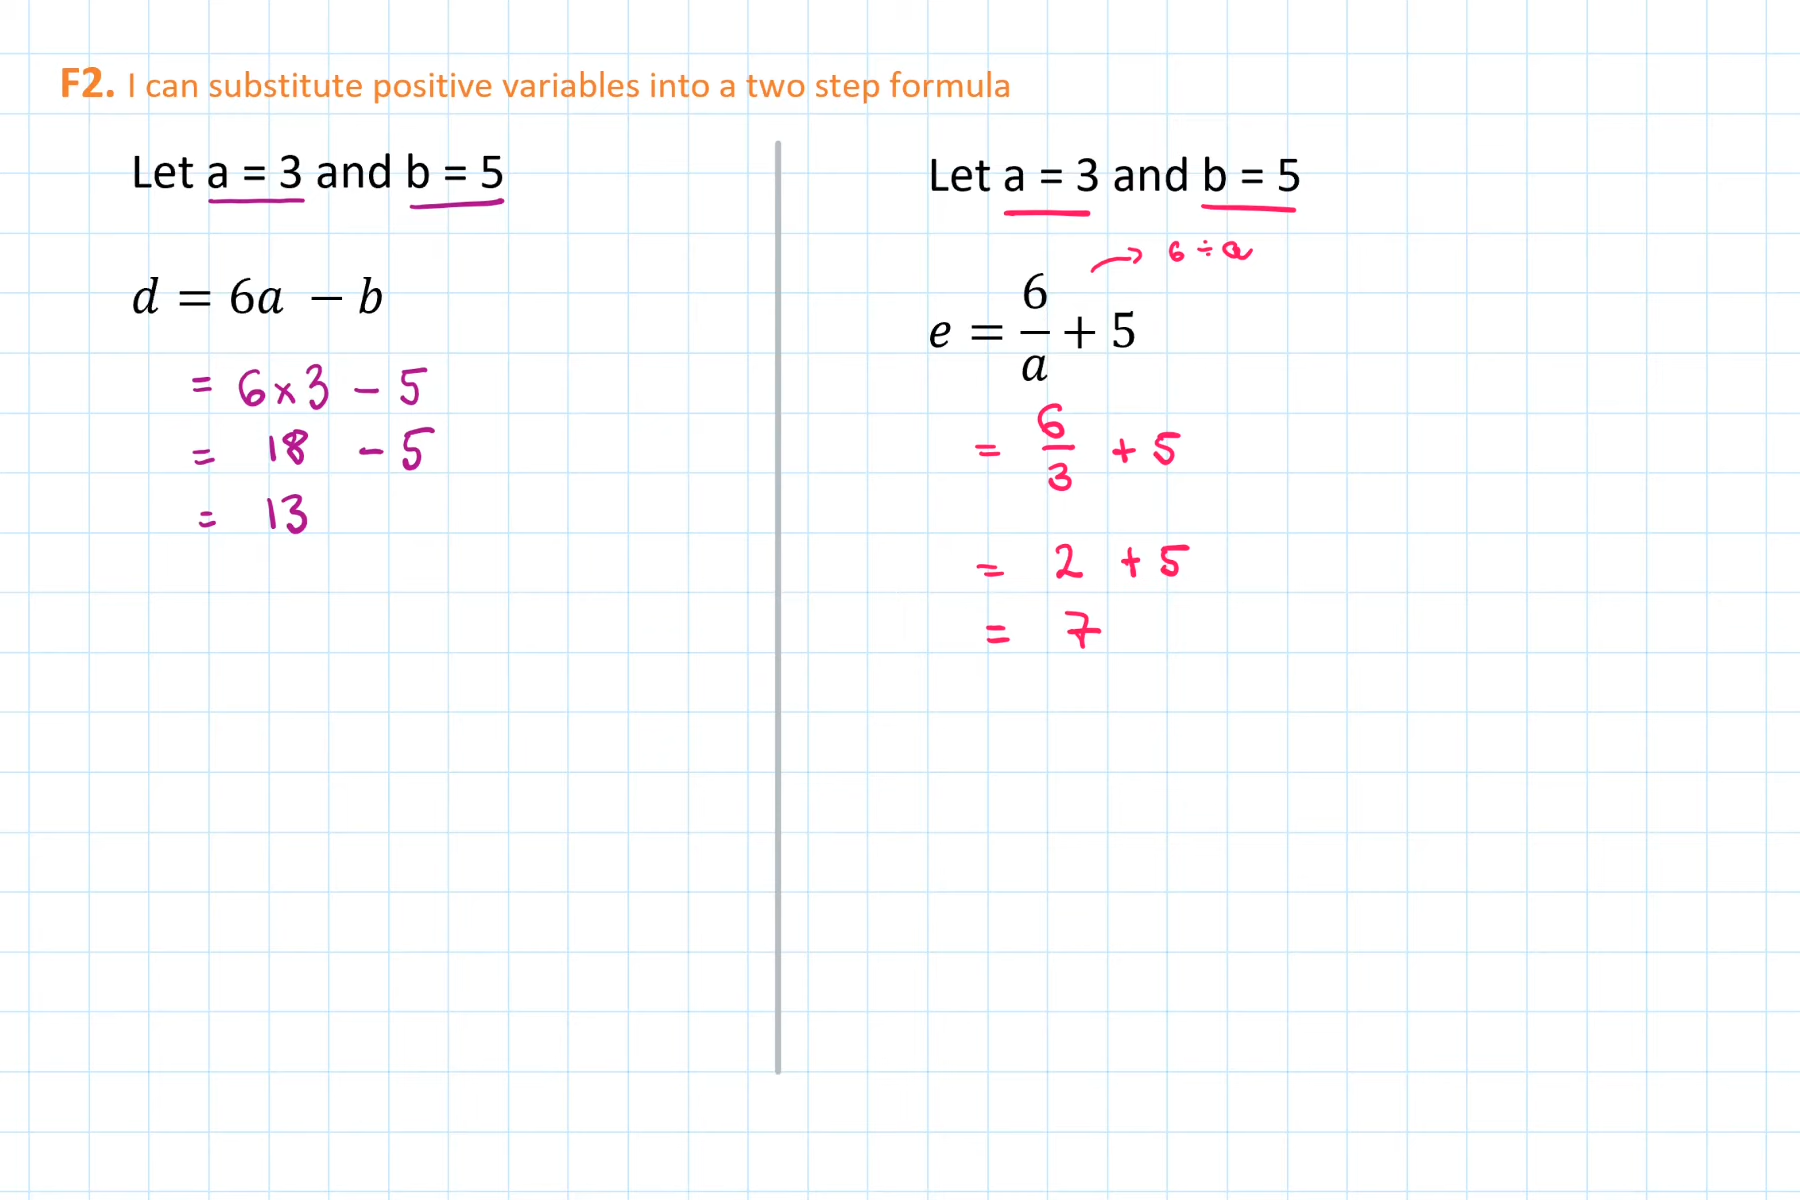 F2. I can substitute positive variables into a two step formula
Let a = 3 and b = 5
d = 6a − b
= 6 × 3 − 5
= 18 − 5
= 13
Let a = 3 and b = 5
→ 6 ÷ a
e = 6/a + 5
= 6/3 + 5
= 2 + 5
= 7